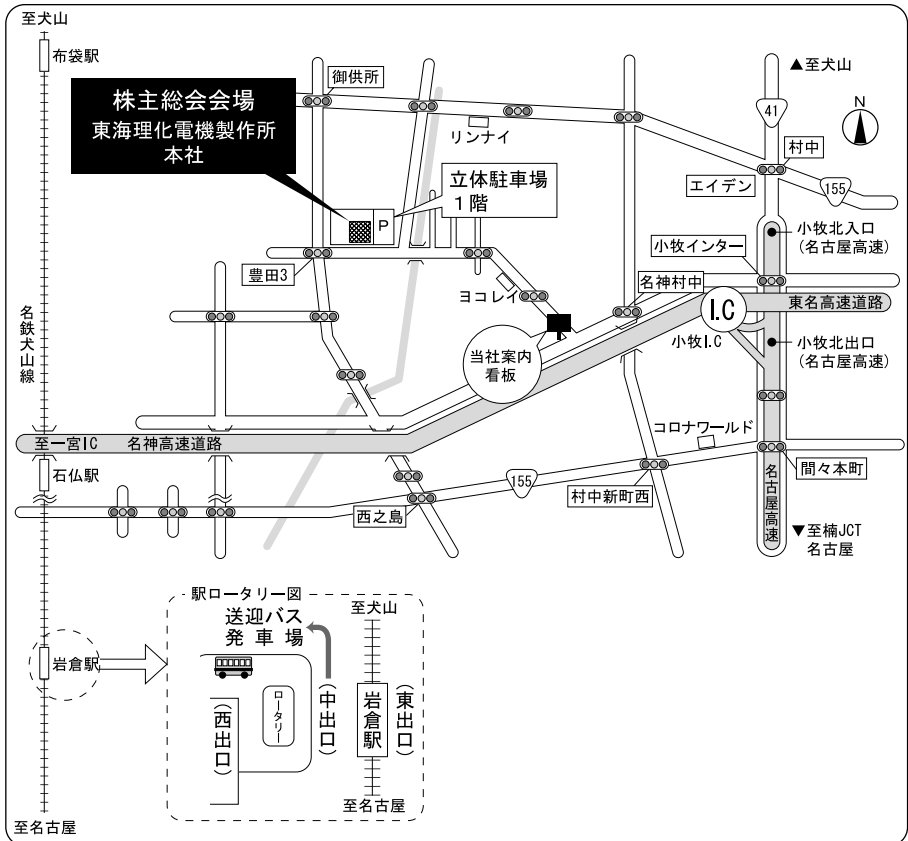 至犬山
布袋駅
御供所
▲至犬山
41
N
株主総会会場
東海理化電機製作所
本社
リンナイ
村中
エイデン
155
立体駐車場
1階
P
小牧北入口
(名古屋高速)
小牧インター
豊田3
ヨコレイ
名神村中
I.C
東名高速道路
名鉄犬山線
当社案内
看板
小牧I.C
小牧北出口
(名古屋高速)
コロナワールド
至一宮IC 名神高速道路
石仏駅
155
村中新町西
間々本町
名古屋高速
西之島
▼至楠JCT
名古屋
駅ロータリー図
送迎バス
発車場
至犬山
岩倉駅
ロータリー
(西出口)
(中出口)
岩倉駅
(東出口)
至名古屋
至名古屋